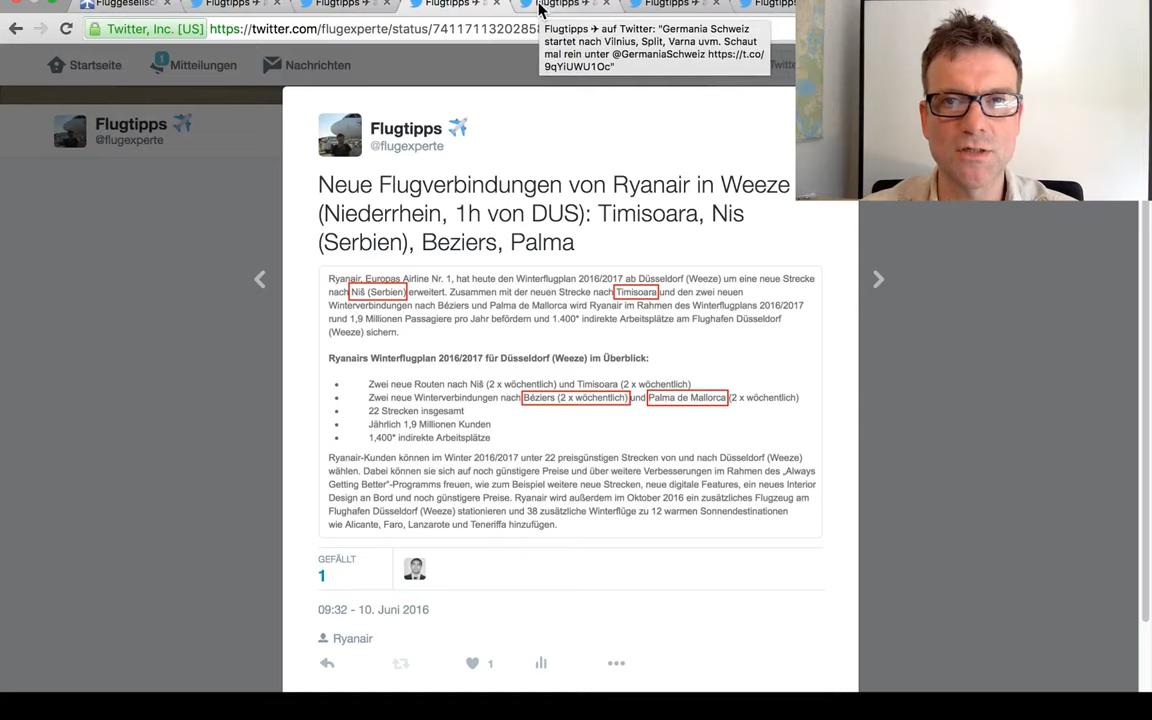 Fluggesellsc
Flugtipps ✈
Flugtipps ✈
Flugtipps ✈
Flugtipps ✈
Flugtipps ✈
Flugtipps
Twitter, Inc. [US]
https://twitter.com/flugexperte/status/7411711320285
Flugtipps ✈ auf Twitter: "Germania Schweiz
startet nach Vilnius, Split, Varna uvm. Schaut
mal rein unter @GermaniaSchweiz https://t.co/
9qYiUWU1Oc"
Startseite
1
Mitteilungen
Nachrichten
Twitte
Flugtipps ✈
@flugexperte
Flugtipps ✈
@flugexperte
Neue Flugverbindungen von Ryanair in Weeze
(Niederrhein, 1h von DUS): Timisoara, Nis
(Serbien), Beziers, Palma
Ryanair, Europas Airline Nr. 1, hat heute den Winterflugplan 2016/2017 ab Düsseldorf (Weeze) um eine neue Strecke
nach Niš (Serbien) erweitert. Zusammen mit der neuen Strecke nach Timisoara und den zwei neuen
Winterverbindungen nach Béziers und Palma de Mallorca wird Ryanair im Rahmen des Winterflugplans 2016/2017
rund 1,9 Millionen Passagiere pro Jahr befördern und 1.400* indirekte Arbeitsplätze am Flughafen Düsseldorf
(Weeze) sichern.
Ryanairs Winterflugplan 2016/2017 für Düsseldorf (Weeze) im Überblick:
• Zwei neue Routen nach Niš (2 x wöchentlich) und Timisoara (2 x wöchentlich)
• Zwei neue Winterverbindungen nach Béziers (2 x wöchentlich) und Palma de Mallorca (2 x wöchentlich)
• 22 Strecken insgesamt
• Jährlich 1,9 Millionen Kunden
• 1,400* indirekte Arbeitsplätze
Ryanair-Kunden können im Winter 2016/2017 unter 22 preisgünstigen Strecken von und nach Düsseldorf (Weeze)
wählen. Dabei können sie sich auf noch günstigere Preise und über weitere Verbesserungen im Rahmen des „Always
Getting Better"-Programms freuen, wie zum Beispiel weitere neue Strecken, neue digitale Features, ein neues Interior
Design an Bord und noch günstigere Preise. Ryanair wird außerdem im Oktober 2016 ein zusätzliches Flugzeug am
Flughafen Düsseldorf (Weeze) stationieren und 38 zusätzliche Winterflüge zu 12 warmen Sonnendestinationen
wie Alicante, Faro, Lanzarote und Teneriffa hinzufügen.
GEFÄLLT
1
09:32 - 10. Juni 2016
Ryanair
1